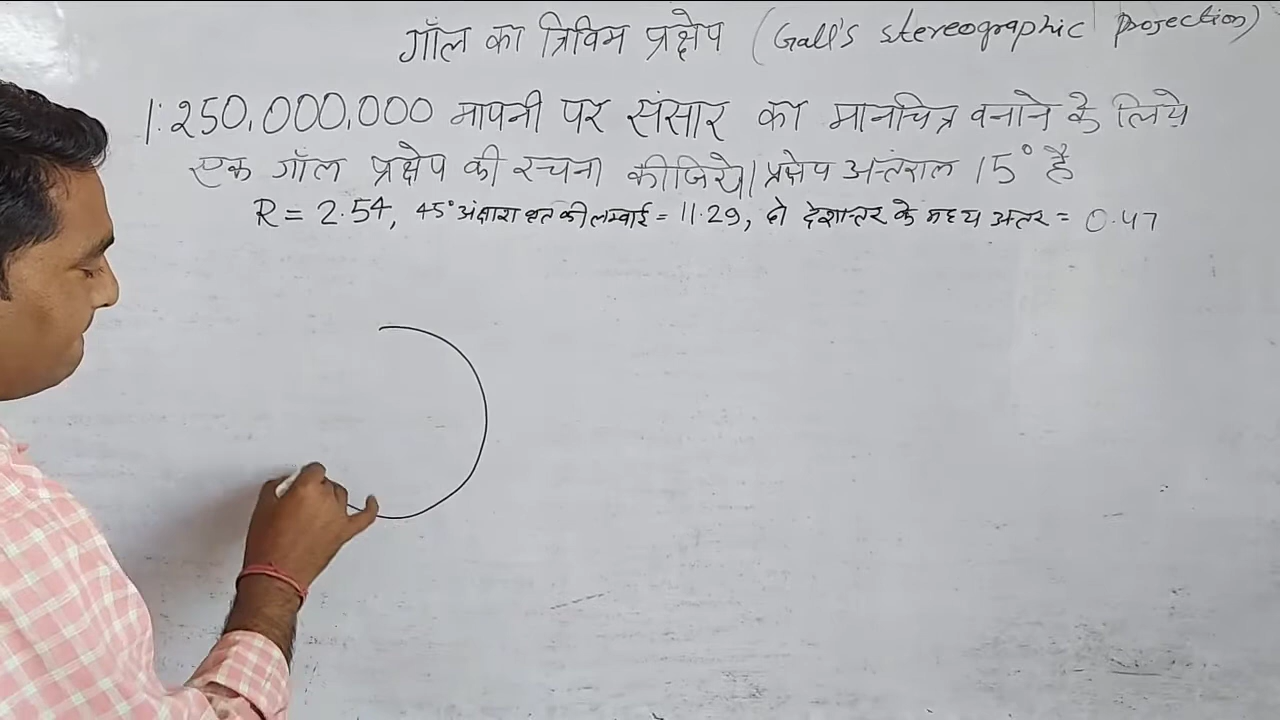 गॉल का त्रिविम प्रक्षेप (Gall's stereographic projection)
1:250,000,000 मापनी पर संसार का मानचित्र बनाने के लिये
एक गॉल प्रक्षेप की रचना कीजिये। प्रक्षेप अन्तराल 15° है
R = 2.54, 45° अक्षांश वृत की लम्बाई = 11.29, दो देशान्तर के मध्य अन्तर = 0.47